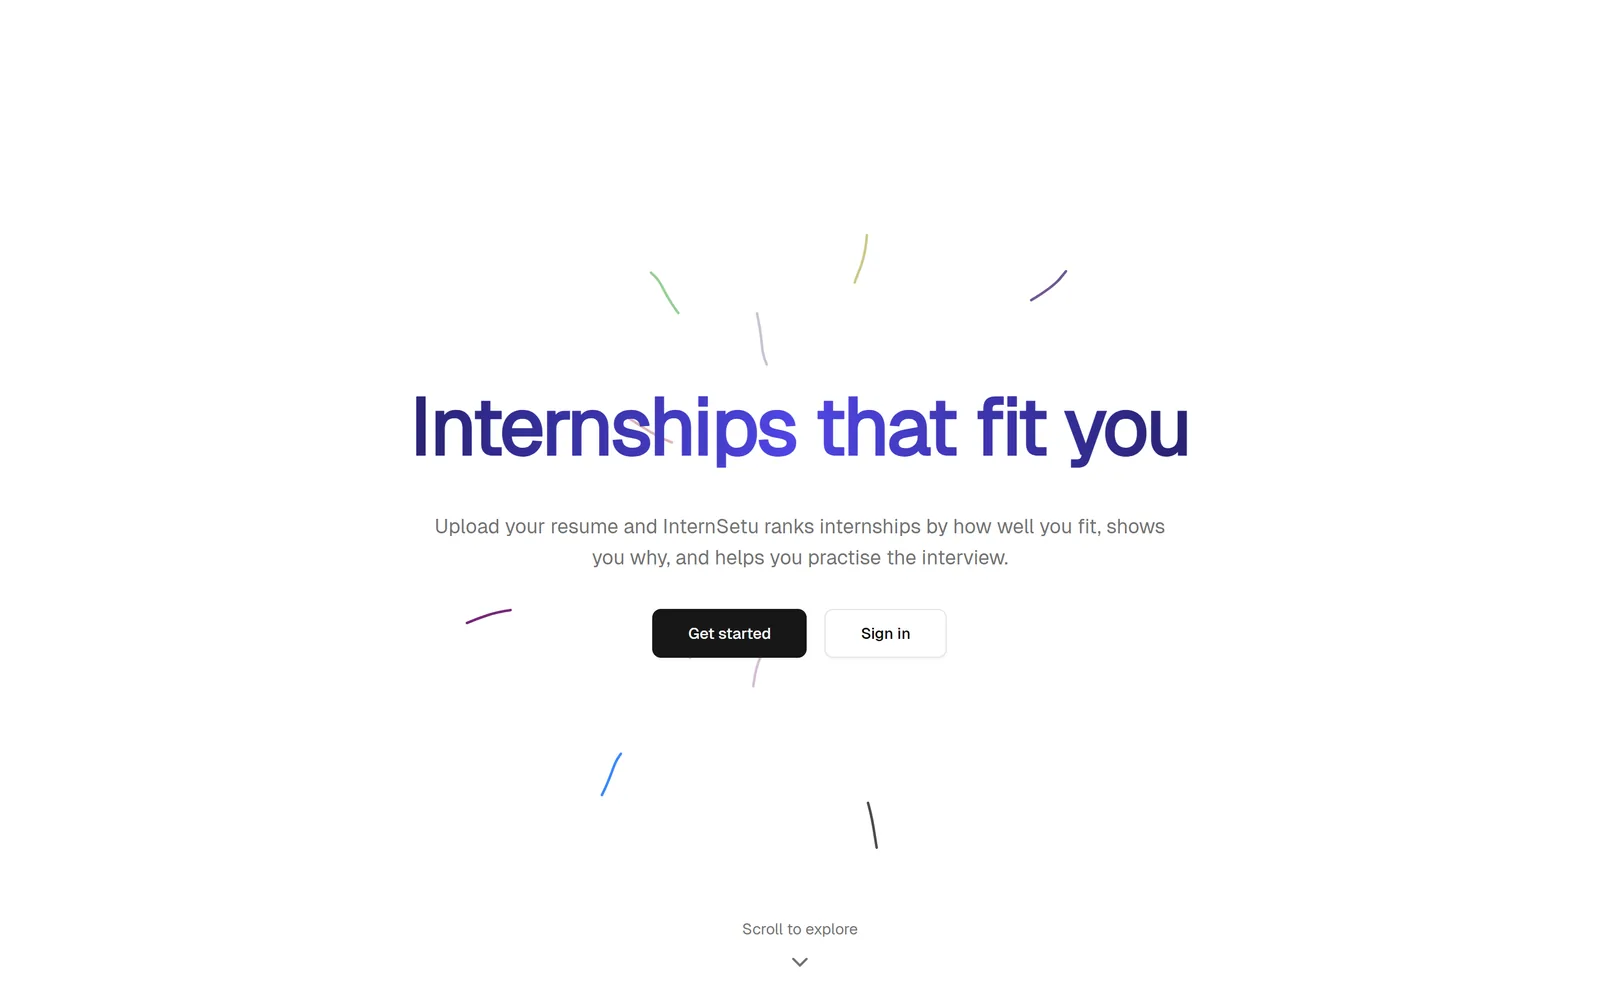 Internships that fit you
Upload your resume and InternSetu ranks internships by how well you fit, shows
you why, and helps you practise the interview.
Get started
Sign in
Scroll to explore